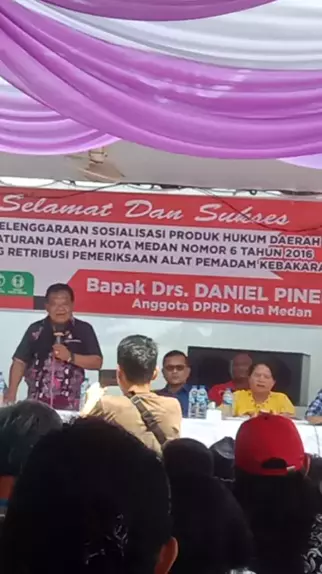 Selamat Dan Sukses
ELENGGARAAN SOSIALISASI PRODUK HUKUM DAERAH
ATURAN DAERAH KOTA MEDAN NOMOR 6 TAHUN 2016
G RETRIBUSI PEMERIKSAAN ALAT PEMADAM KEBAKARA
Bapak Drs. DANIEL PINE
Anggota DPRD Kota Medan